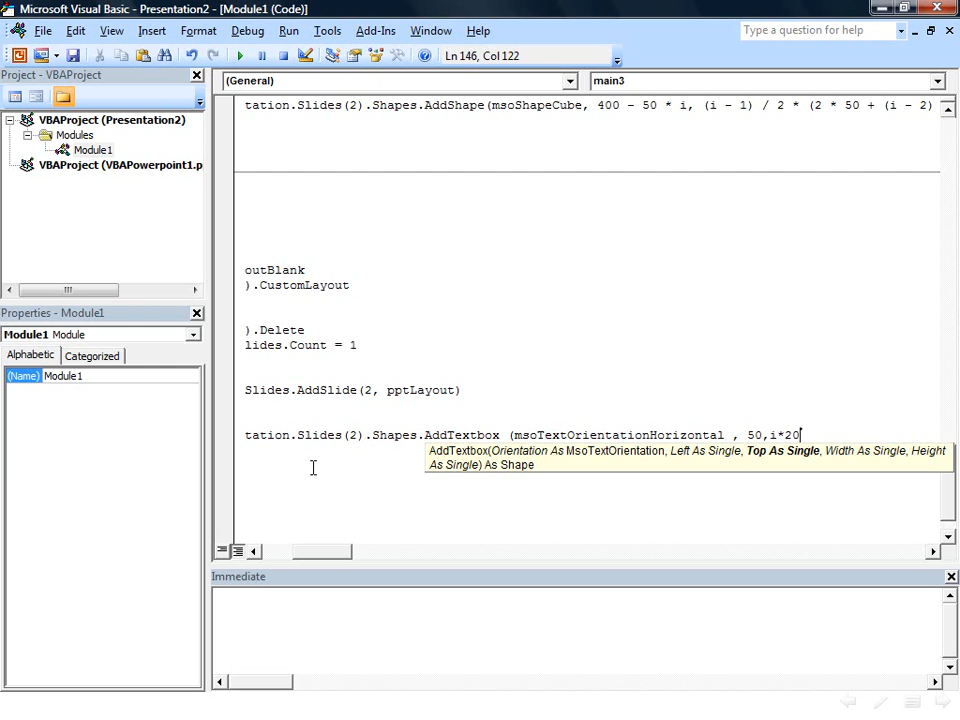 Microsoft Visual Basic - Presentation2 - [Module1 (Code)]
File Edit View Insert Format Debug Run Tools Add-Ins Window Help
Type a question for help
Ln 146, Col 122
Project - VBAProject
(General)
main3
VBAProject (Presentation2)
Modules
Module1
VBAProject (VBAPowerpoint1.p
tation.Slides(2).Shapes.AddShape(msoShapeCube, 400 - 50 * i, (i - 1) / 2 * (2 * 50 + (i - 2)
outBlank
).CustomLayout
).Delete
lides.Count = 1
Slides.AddSlide(2, pptLayout)
tation.Slides(2).Shapes.AddTextbox (msoTextOrientationHorizontal , 50,i*20
AddTextbox(Orientation As MsoTextOrientation, Left As Single, Top As Single, Width As Single, Height
As Single) As Shape
Properties - Module1
Module1 Module
Alphabetic Categorized
(Name) Module1
Immediate